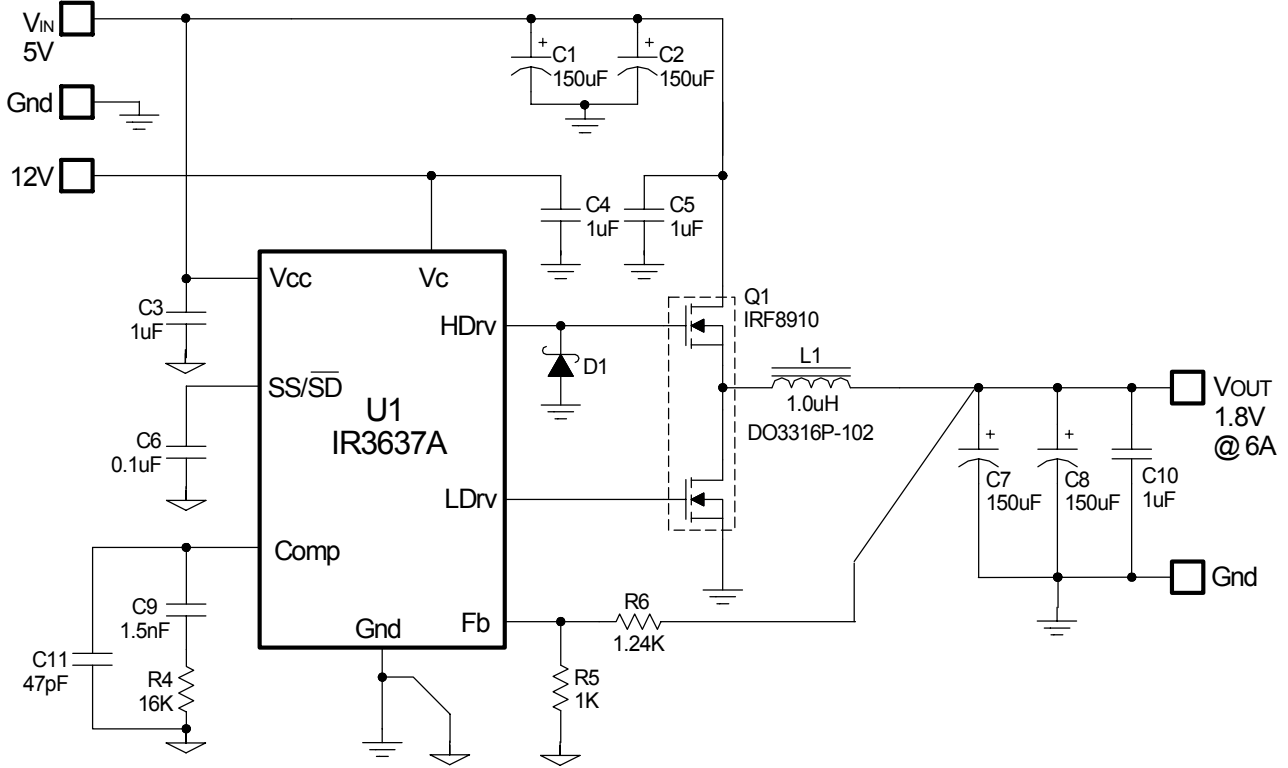 VIN
5V
Gnd
12V
+
C1
150uF
+
C2
150uF
C4
1uF
C5
1uF
Vcc
Vc
C3
1uF
HDrv
D1
Q1
IRF8910
SS/SD
U1
IR3637A
C6
0.1uF
L1
1.0uH
DO3316P-102
VOUT
1.8V
@ 6A
LDrv
+
C7
150uF
+
C8
150uF
C10
1uF
Comp
C9
1.5nF
Gnd
Fb
R6
1.24K
Gnd
C11
47pF
R4
16K
R5
1K